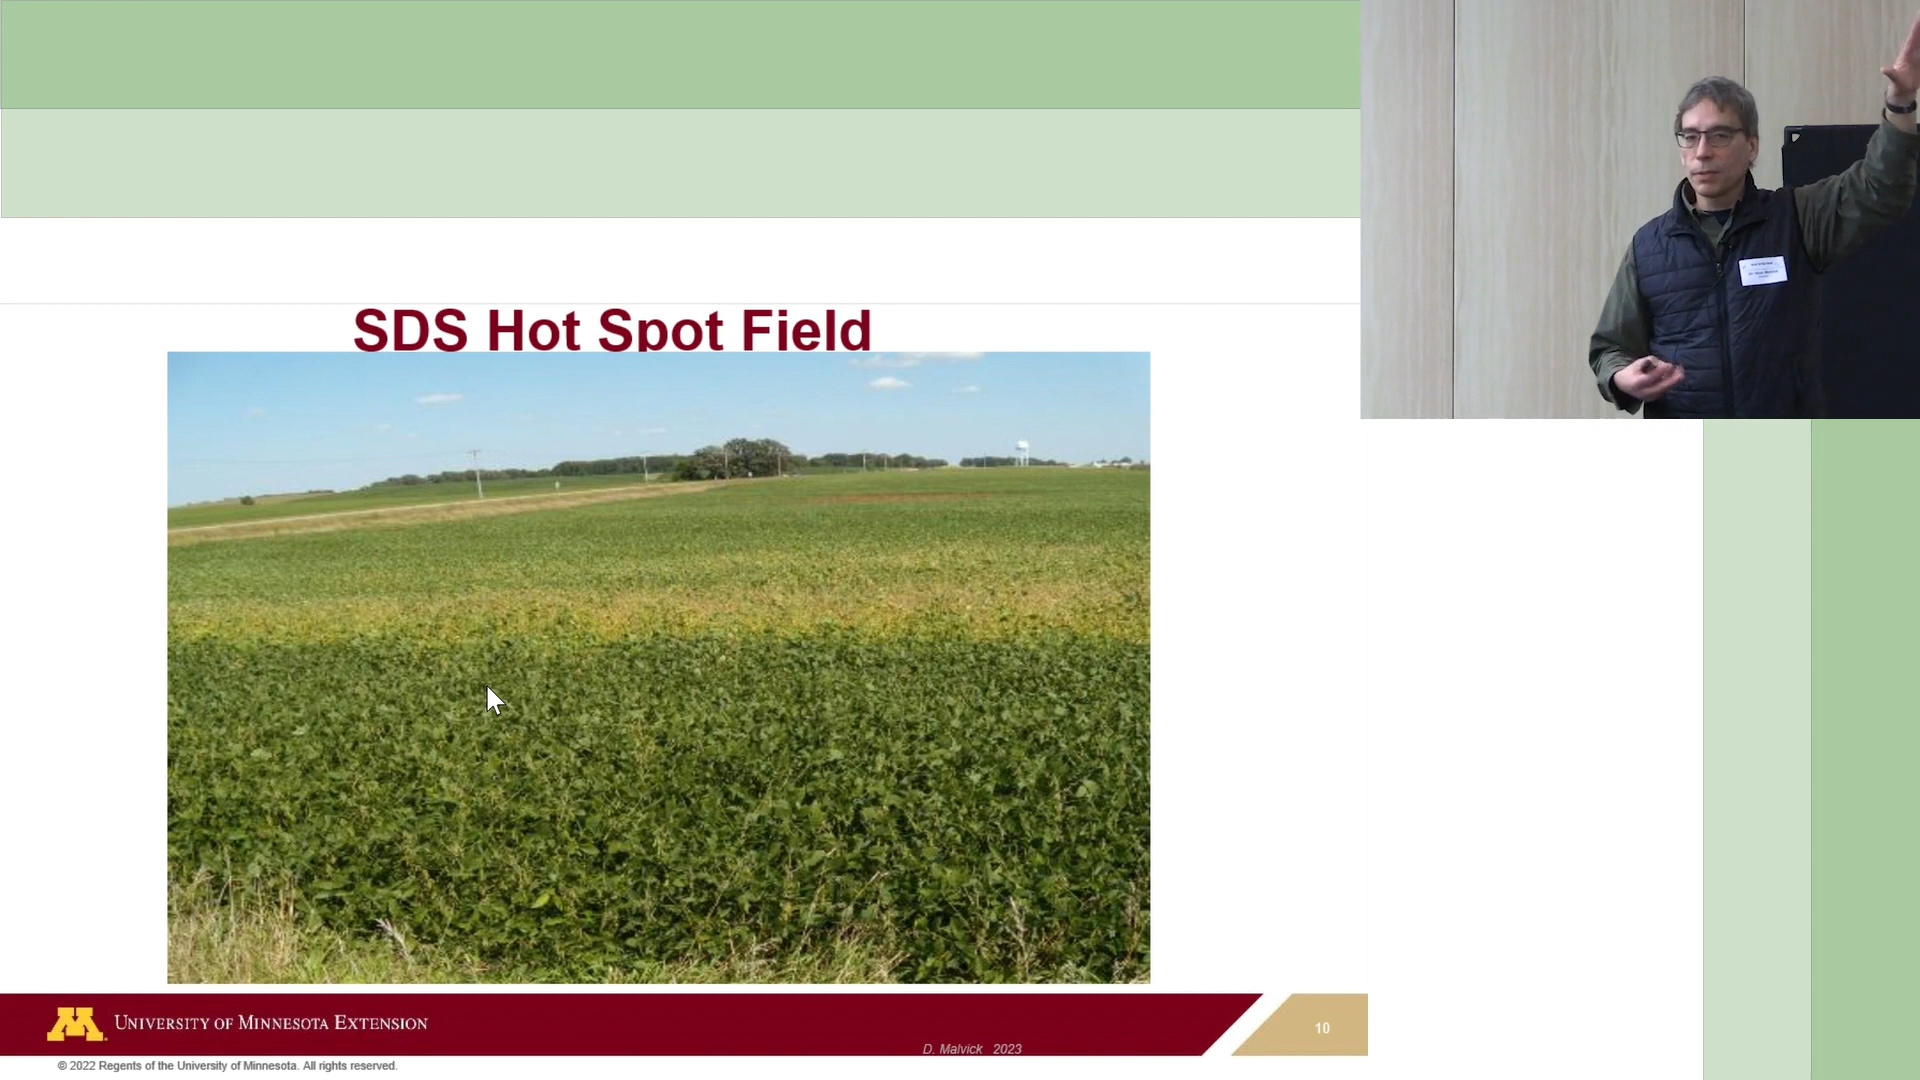 SDS Hot Spot Field
UNIVERSITY OF MINNESOTA EXTENSION
10
D. Malvick 2023
© 2022 Regents of the University of Minnesota. All rights reserved.